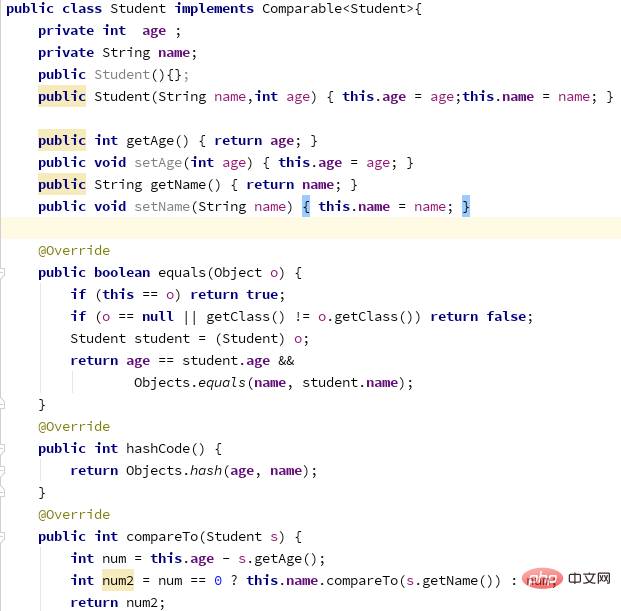 public class Student implements Comparable<Student>{
    private int  age ;
    private String name;
    public Student(){};
    public Student(String name,int age) { this.age = age;this.name = name; }
    public int getAge() { return age; }
    public void setAge(int age) { this.age = age; }
    public String getName() { return name; }
    public void setName(String name) { this.name = name; }
    @Override
    public boolean equals(Object o) {
        if (this == o) return true;
        if (o == null || getClass() != o.getClass()) return false;
        Student student = (Student) o;
        return age == student.age &&
                Objects.equals(name, student.name);
    }
    @Override
    public int hashCode() {
        return Objects.hash(age, name);
    }
    @Override
    public int compareTo(Student s) {
        int num = this.age - s.getAge();
        int num2 = num == 0 ? this.name.compareTo(s.getName()) : num;
        return num2;
php 中文网